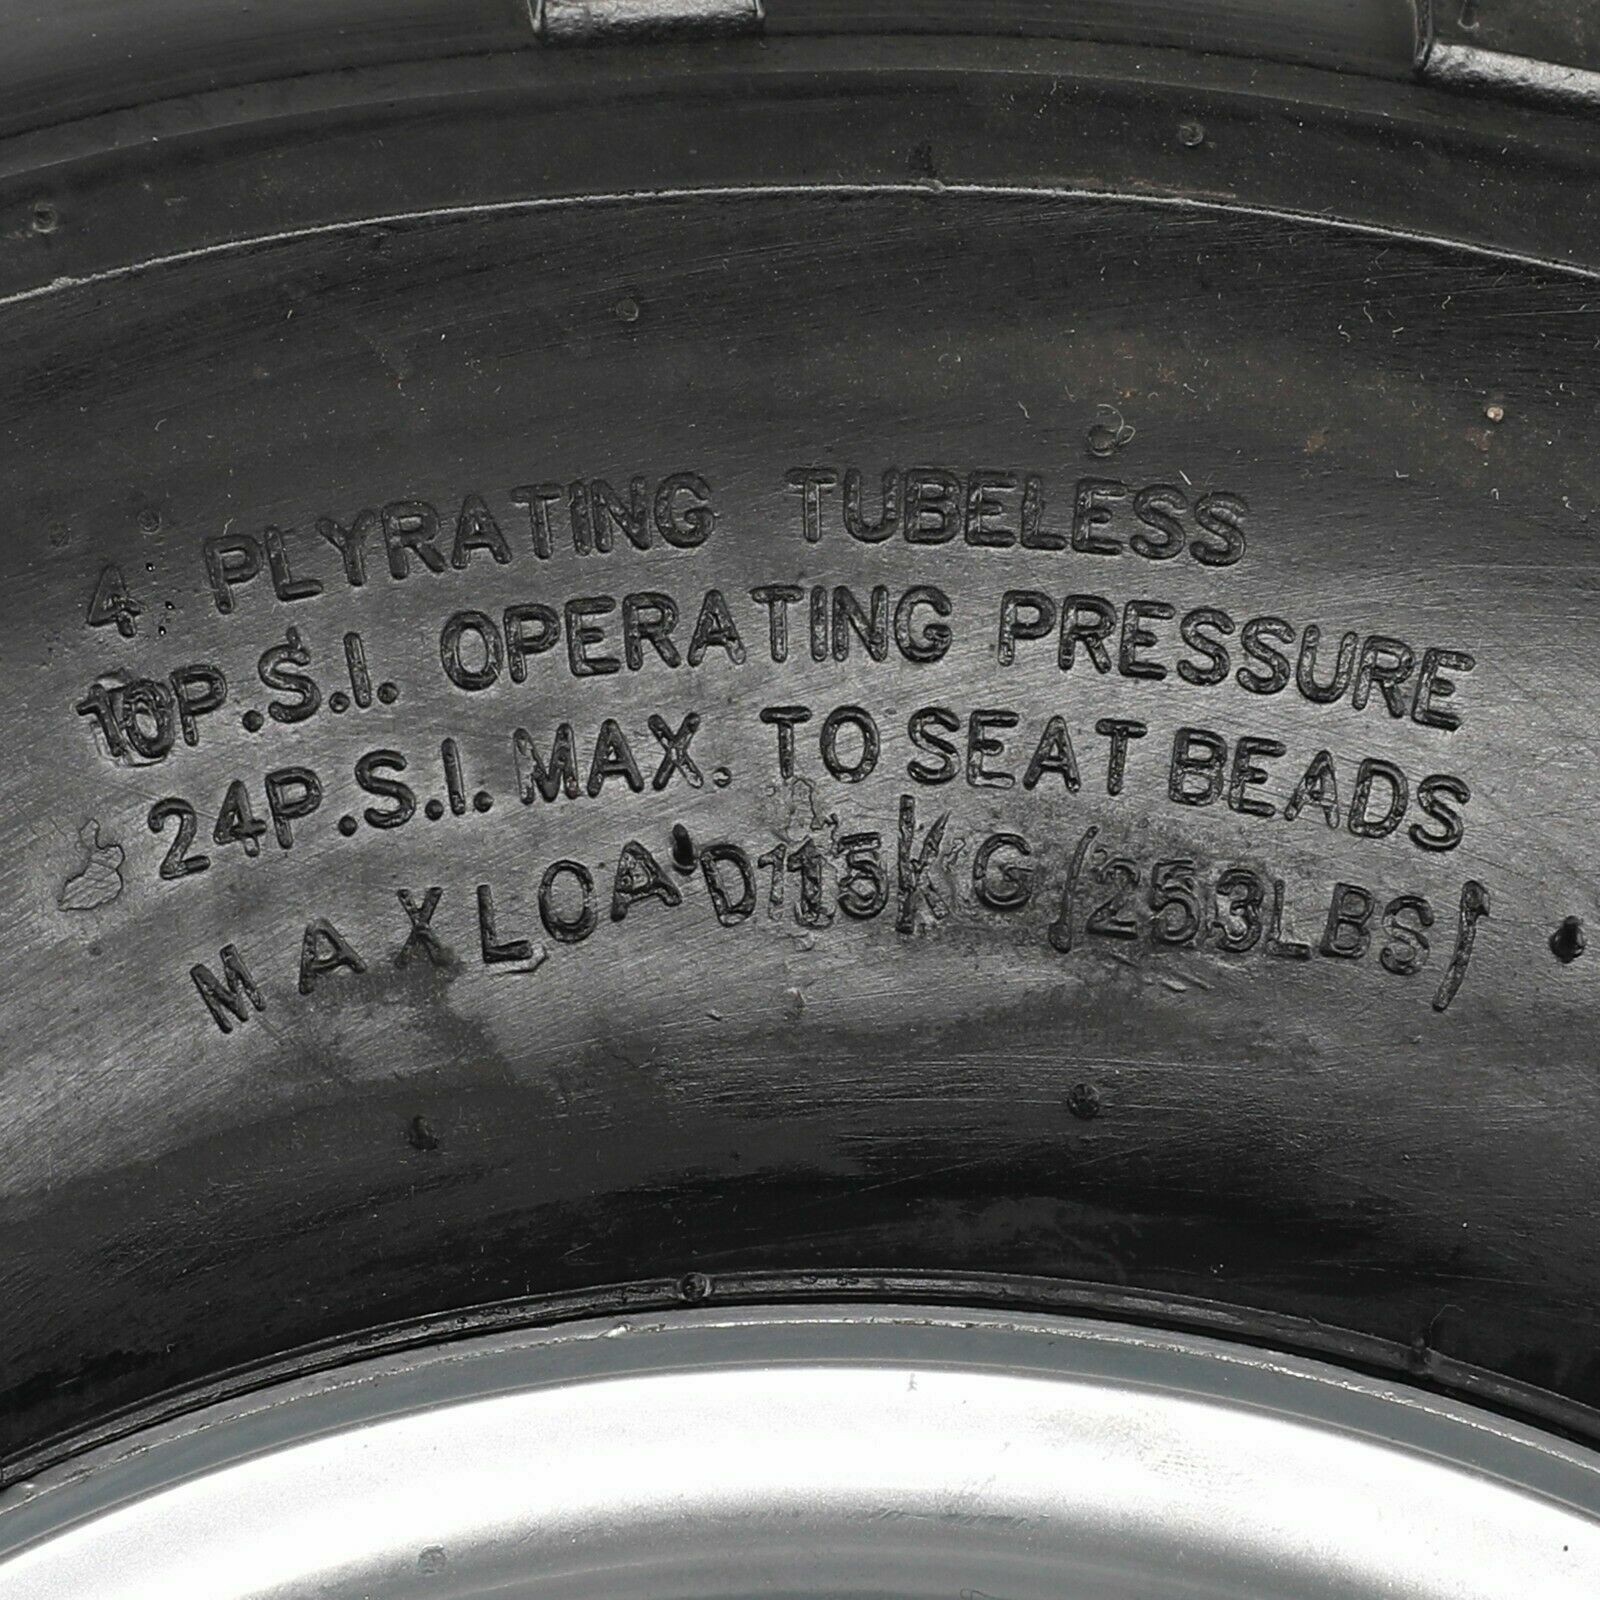 4 PLYRATING TUBELESS
10P.S.I. OPERATING PRESSURE
24P.S.I. MAX. TO SEAT BEADS
MAXLOAD115KG(253LBS)